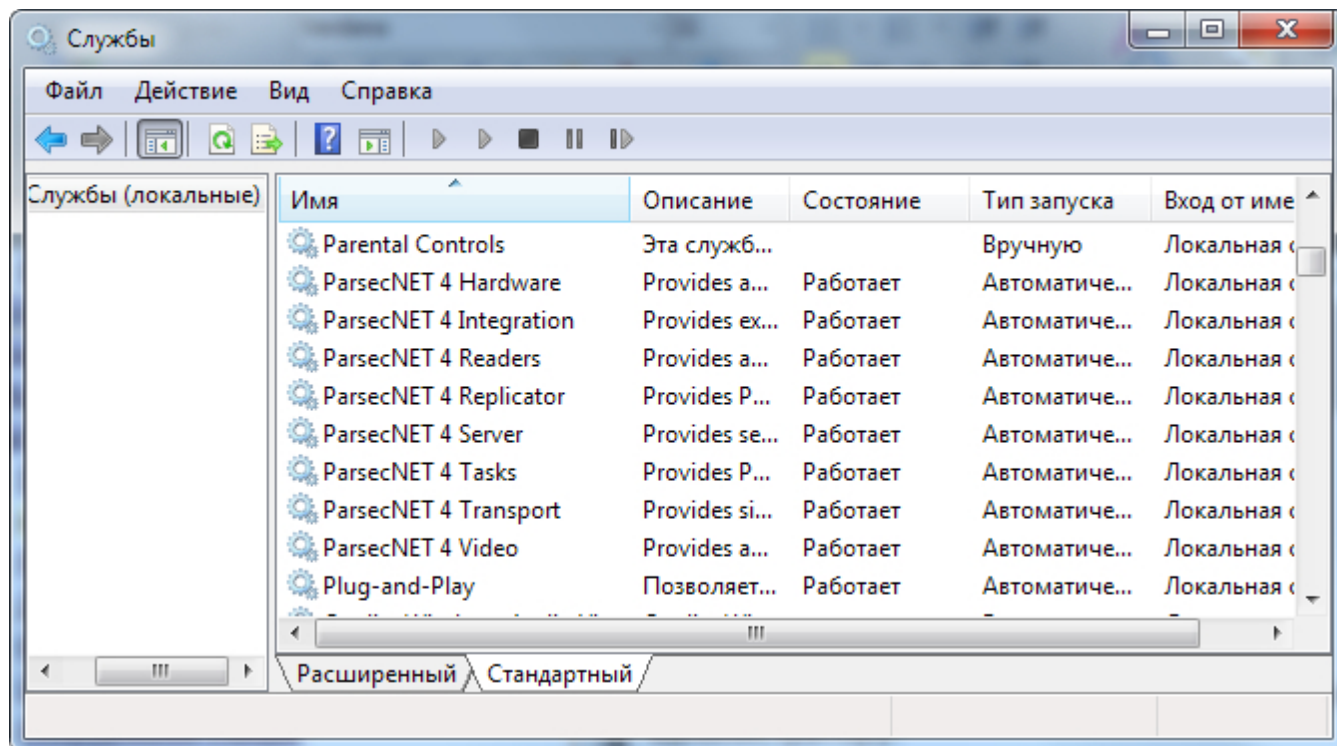 Службы
Файл Действие Вид Справка
Службы (локальные)
Имя Описание Состояние Тип запуска Вход от име
Parental Controls Эта служб... Вручную Локальная с
ParsecNET 4 Hardware Provides a... Работает Автоматиче... Локальная с
ParsecNET 4 Integration Provides ex... Работает Автоматиче... Локальная с
ParsecNET 4 Readers Provides a... Работает Автоматиче... Локальная с
ParsecNET 4 Replicator Provides P... Работает Автоматиче... Локальная с
ParsecNET 4 Server Provides se... Работает Автоматиче... Локальная с
ParsecNET 4 Tasks Provides P... Работает Автоматиче... Локальная с
ParsecNET 4 Transport Provides si... Работает Автоматиче... Локальная с
ParsecNET 4 Video Provides a... Работает Автоматиче... Локальная с
Plug-and-Play Позволяет... Работает Автоматиче... Локальная с
Расширенный Стандартный